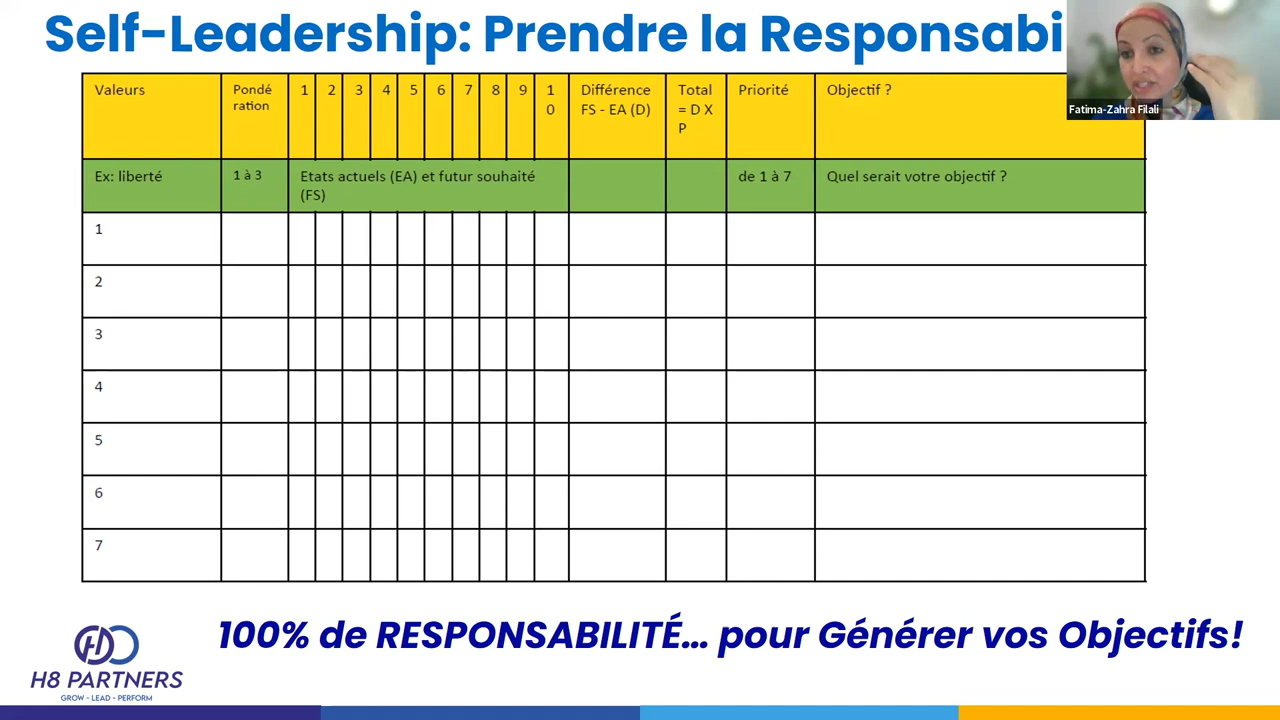 Self-Leadership: Prendre la Responsabi
Fatima-Zahra Filali
Valeurs Pondé ration 1 2 3 4 5 6 7 8 9 1 0 Différence FS - EA (D) Total = D X P Priorité Objectif ?
Ex: liberté 1 à 3 Etats actuels (EA) et futur souhaité (FS) de 1 à 7 Quel serait votre objectif ?
1
2
3
4
5
6
7
100% de RESPONSABILITÉ... pour Générer vos Objectifs!
H8 PARTNERS
GROW - LEAD - PERFORM